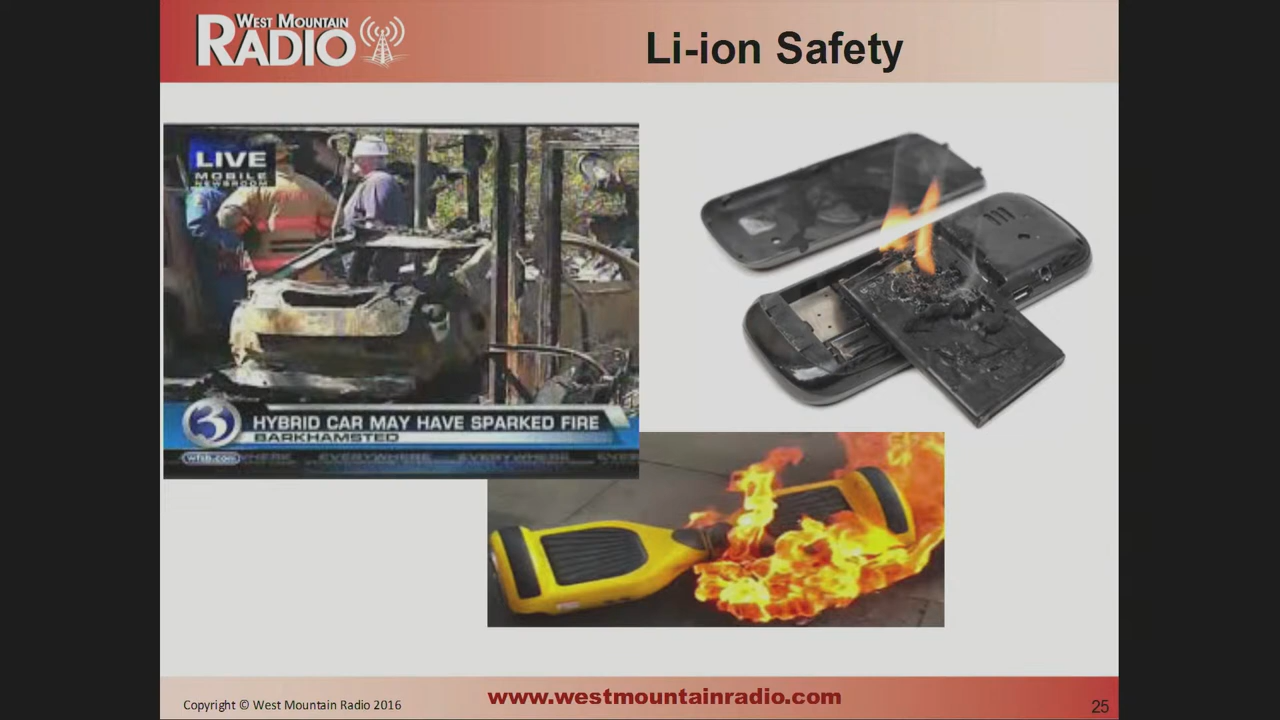 WEST MOUNTAIN
RADIO
Li-ion Safety
LIVE
MOBILE
NEWSROOM
3
HYBRID CAR MAY HAVE SPARKED FIRE
BARKHAMSTED
wfsb.com
EVERYWHERE EVERYWHERE
Copyright © West Mountain Radio 2016
www.westmountainradio.com
25